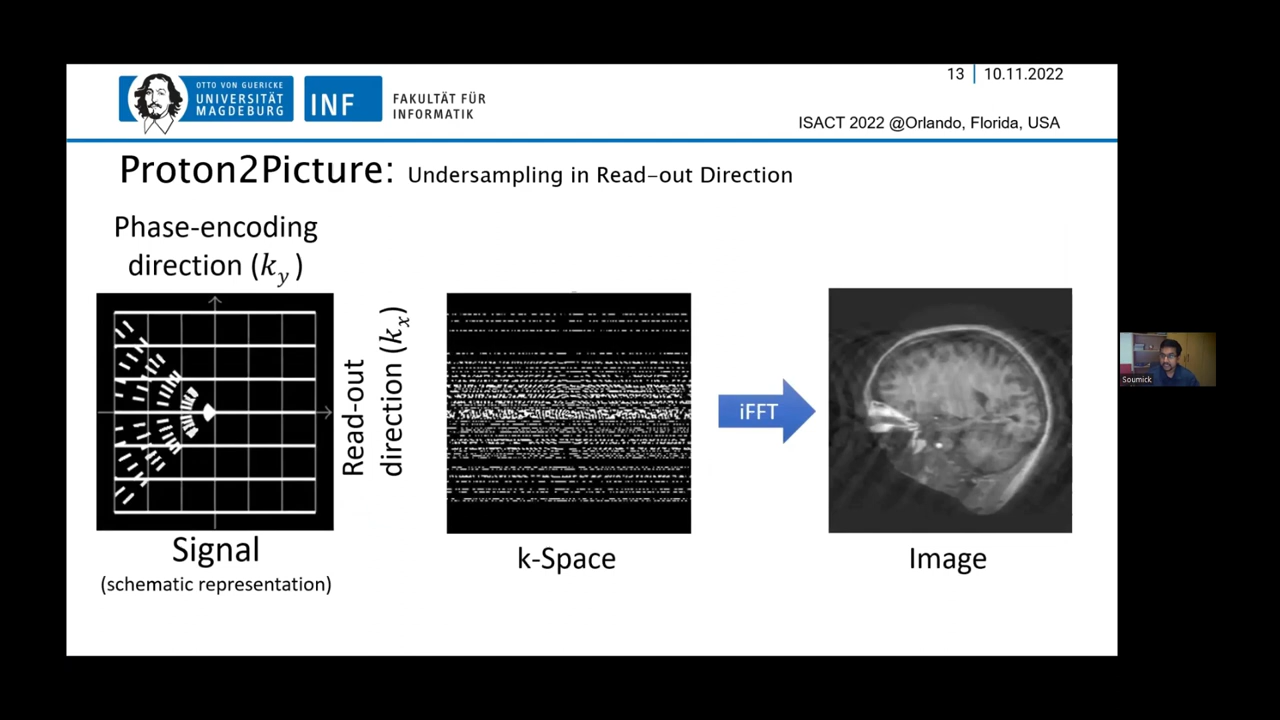 OTTO VON GUERICKE
UNIVERSITÄT
MAGDEBURG
INF
FAKULTÄT FÜR
INFORMATIK
13 | 10.11.2022
ISACT 2022 @Orlando, Florida, USA
Proton2Picture: Undersampling in Read-out Direction
Phase-encoding
direction (k_y)
Read-out
direction (k_x)
iFFT
Signal
(schematic representation)
k-Space
Image
Soumick